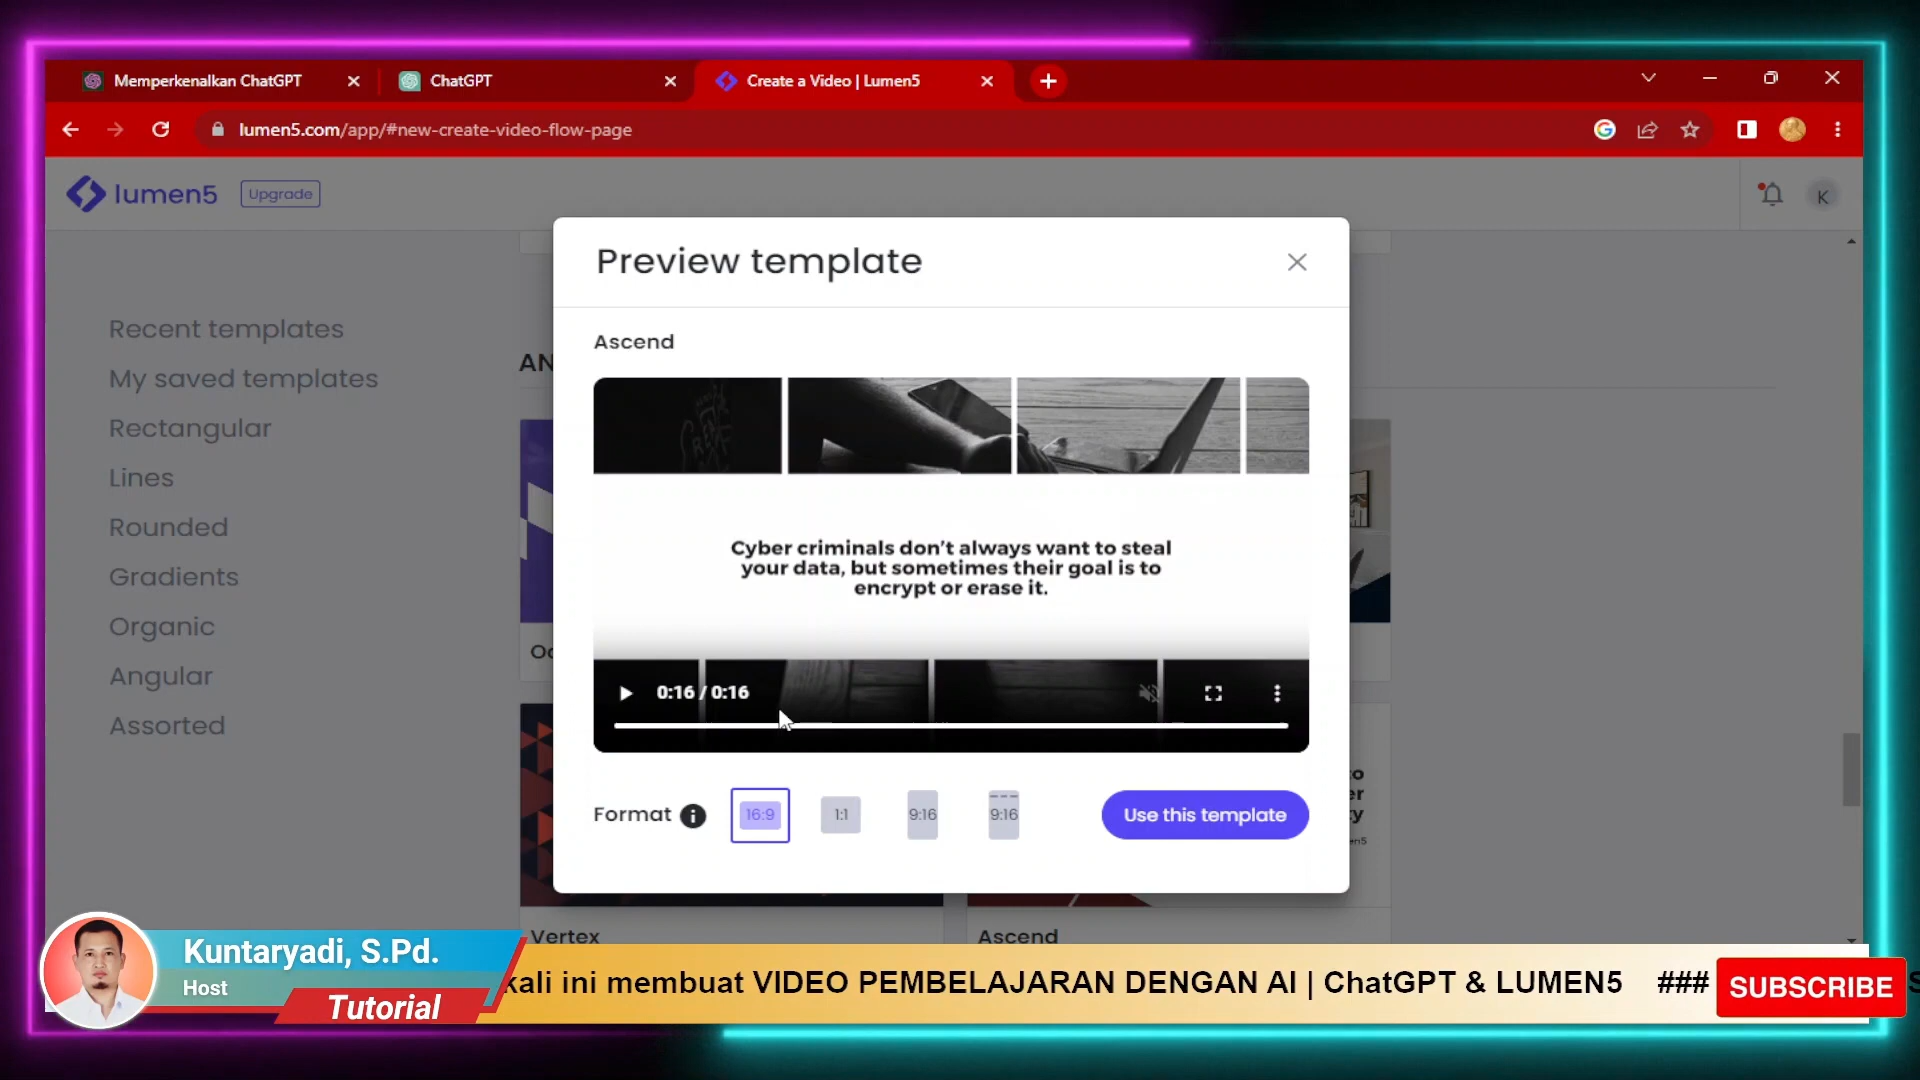 Memperkenalkan ChatGPT
ChatGPT
Create a Video | Lumen5
lumen5.com/app/#new-create-video-flow-page
lumen5
Upgrade
K
Recent templates
My saved templates
Rectangular
Lines
Rounded
Gradients
Organic
Angular
Assorted
AN
Preview template
Ascend
Cyber criminals don't always want to steal
your data, but sometimes their goal is to
encrypt or erase it.
0:16 / 0:16
Format
16:9
1:1
9:16
9:16
Use this template
Vertex
Ascend
Kuntaryadi, S.Pd.
Host
Tutorial
kali ini membuat VIDEO PEMBELAJARAN DENGAN AI | ChatGPT & LUMEN5 ###
SUBSCRIBE